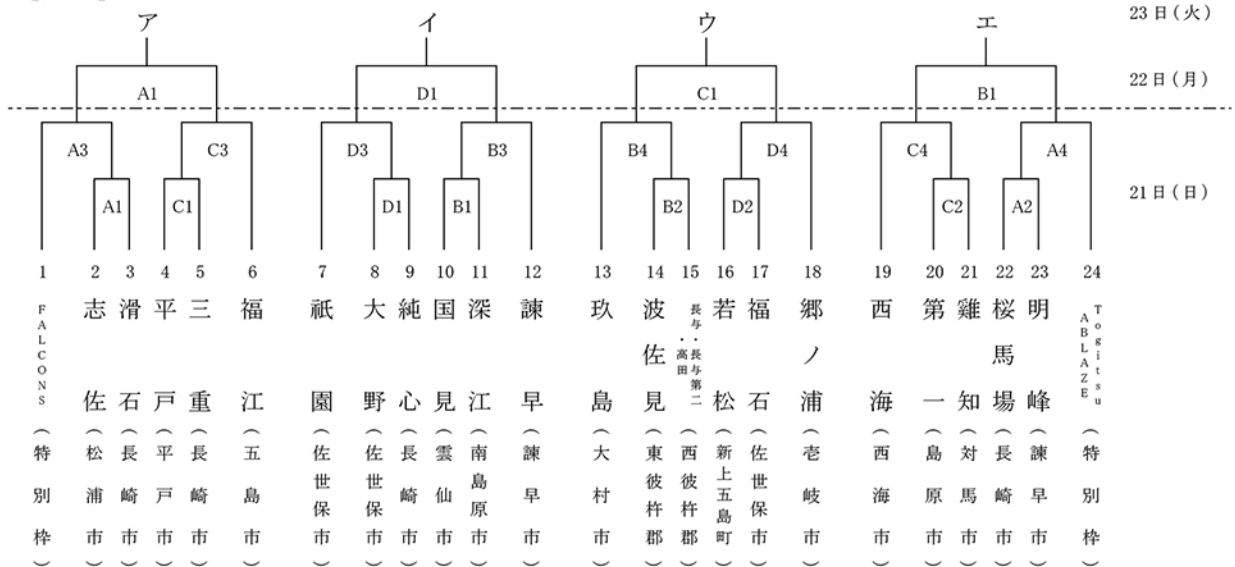 ア イ ウ エ
23日(火)
A1 D1 C1 B1
22日(月)
A3 C3 D3 B3 B4 D4 C4 A4
A1 C1 D1 B1 B2 D2 C2 A2
21日(日)
1 2 3 4 5 6 7 8 9 10 11 12 13 14 15 16 17 18 19 20 21 22 23 24
FALCONS(特別枠)
志佐(松浦市)
滑石(長崎市)
平戸(平戸市)
三重(長崎市)
福江(五島市)
祇園(佐世保市)
大野(佐世保市)
純心(長崎市)
国見(雲仙市)
深江(南島原市)
諫早(諫早市)
玖島(大村市)
波佐見(東彼杵郡)
長与・長与第二・高田(西彼杵郡)
若松(新上五島町)
福石(佐世保市)
郷ノ浦(壱岐市)
西海(西海市)
第一(島原市)
雞知(対馬市)
桜馬場(長崎市)
明峰(諫早市)
Togitsu ABLAZE(特別枠)